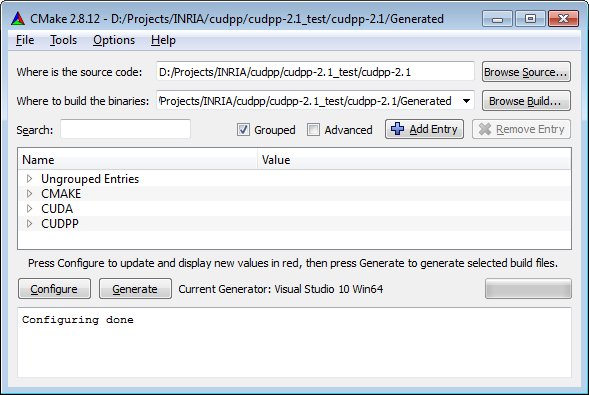 CMake 2.8.12 - D:/Projects/INRIA/cudpp/cudpp-2.1_test/cudpp-2.1/Generated
File Tools Options Help
Where is the source code: D:/Projects/INRIA/cudpp/cudpp-2.1_test/cudpp-2.1 Browse Source...
Where to build the binaries: /Projects/INRIA/cudpp/cudpp-2.1_test/cudpp-2.1/Generated Browse Build...
Search: Grouped Advanced Add Entry Remove Entry
Name Value
Ungrouped Entries
CMAKE
CUDA
CUDPP
Press Configure to update and display new values in red, then press Generate to generate selected build files.
Configure Generate Current Generator: Visual Studio 10 Win64
Configuring done